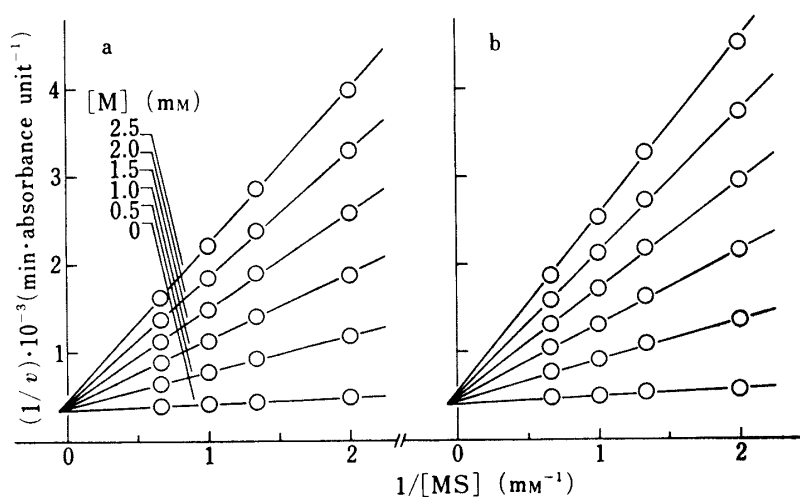 a
b
(1/v)·10⁻³(min·absorbance unit⁻¹)
[M] (mM)
2.5
2.0
1.5
1.0
0.5
0
4
3
2
1
0 1 2 0 1 2
1/[MS] (mM⁻¹)